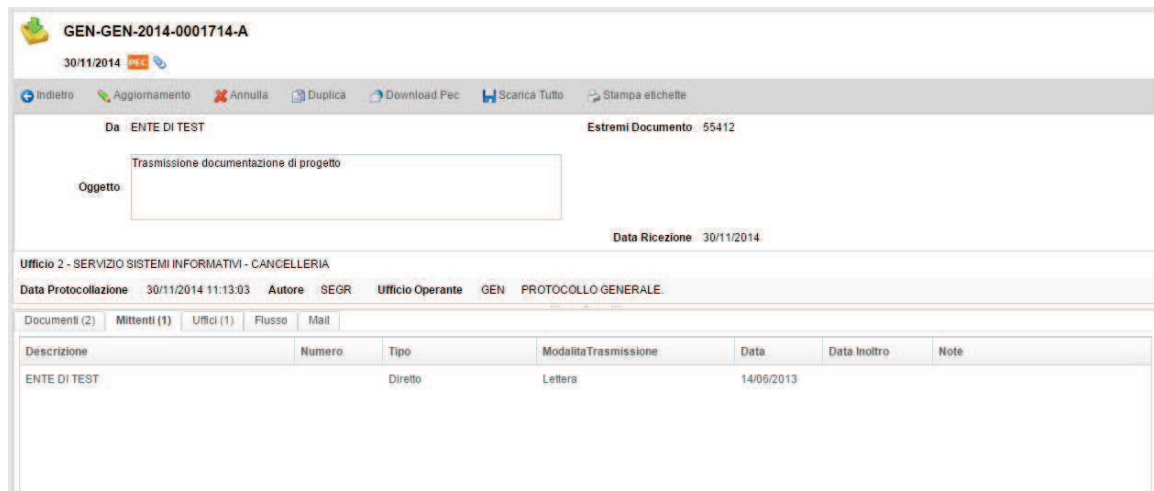 GEN-GEN-2014-0001714-A
30/11/2014 PEC
Indietro Aggiornamento Annulla Duplica Download Pec Scarica Tutto Stampa etichette
Da ENTE DI TEST Estremi Documento 55412
Trasmissione documentazione di progetto
Oggetto
Data Ricezione 30/11/2014
Ufficio 2 - SERVIZIO SISTEMI INFORMATIVI - CANCELLERIA
Data Protocollazione 30/11/2014 11:13:03 Autore SEGR Ufficio Operante GEN PROTOCOLLO GENERALE.
Documenti (2) Mittenti (1) Uffici (1) Flusso Mail
Descrizione Numero Tipo ModalitaTrasmissione Data Data Inoltro Note
ENTE DI TEST Diretto Lettera 14/06/2013